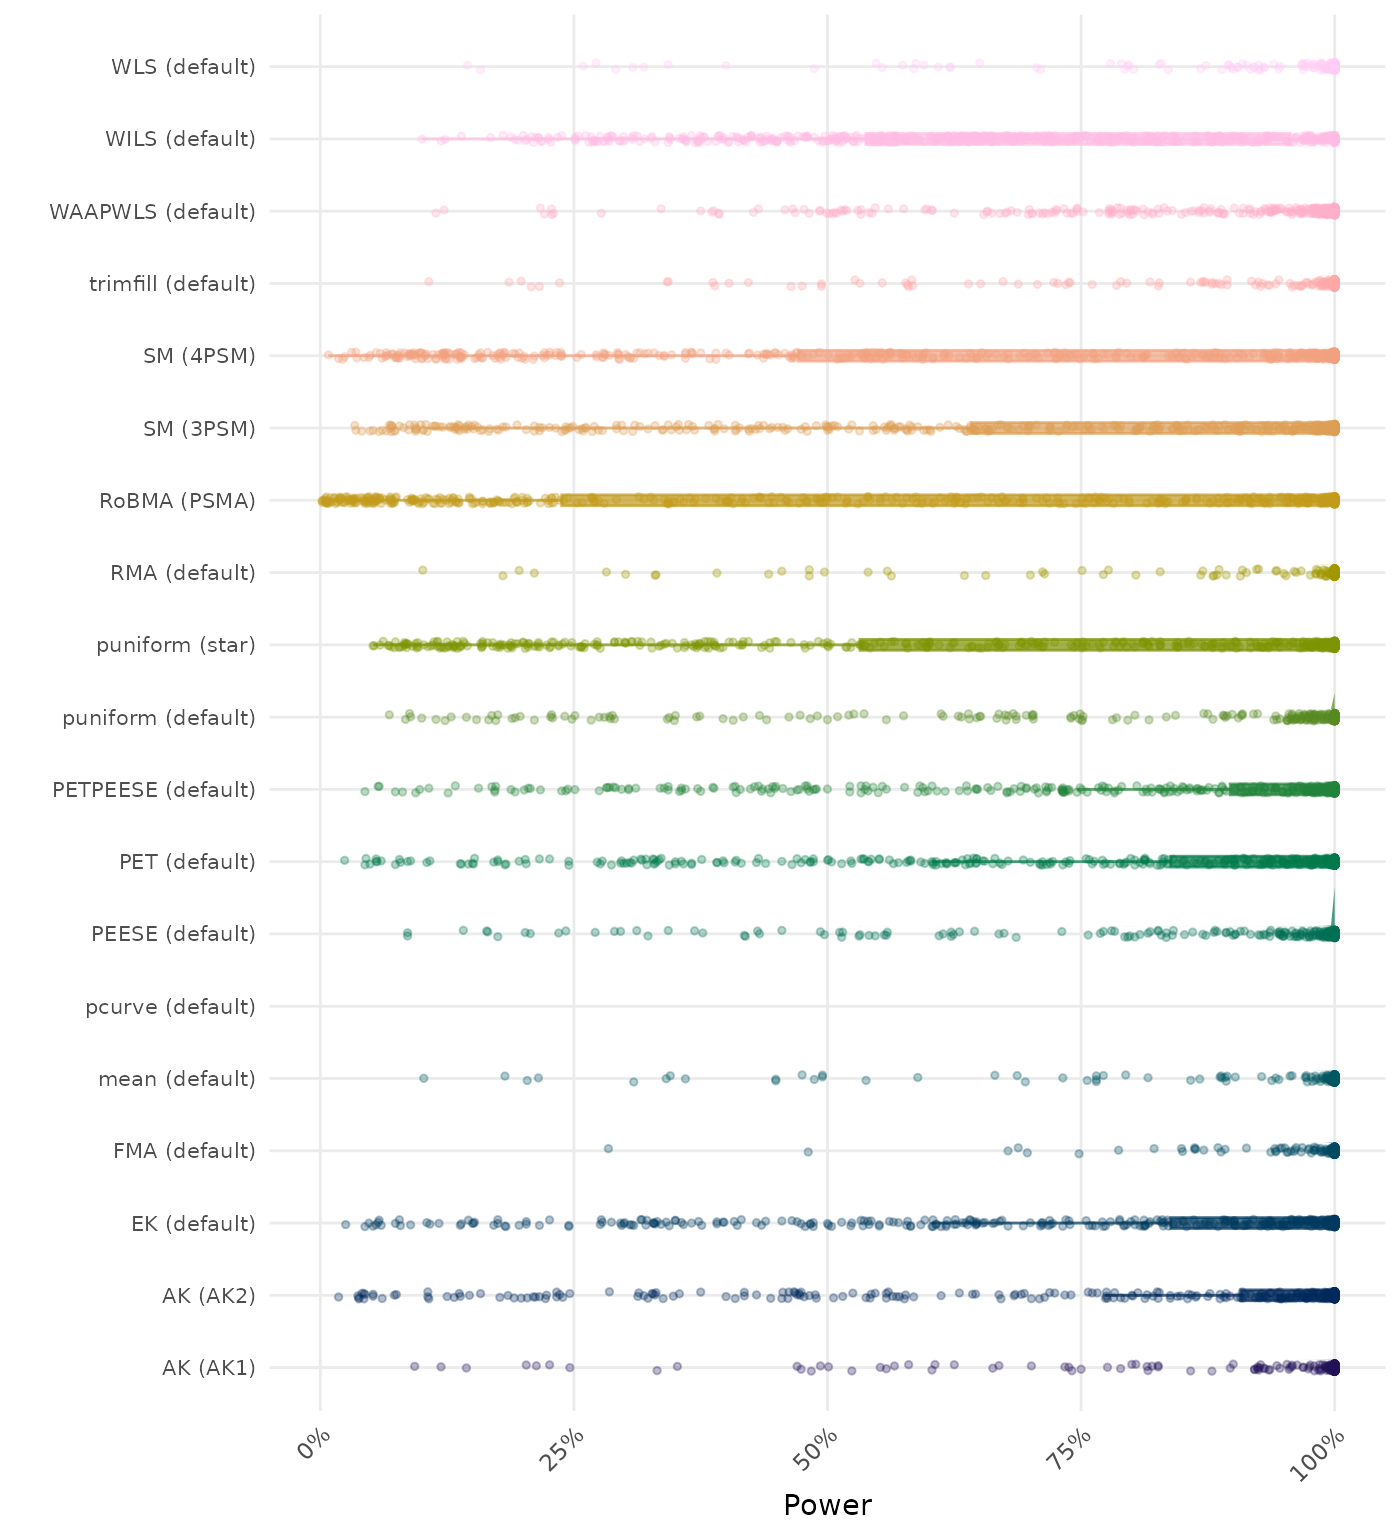 WLS (default)
WILS (default)
WAAPWLS (default)
trimfill (default)
SM (4PSM)
SM (3PSM)
RoBMA (PSMA)
RMA (default)
puniform (star)
puniform (default)
PETPEESE (default)
PET (default)
PEESE (default)
pcurve (default)
mean (default)
FMA (default)
EK (default)
AK (AK2)
AK (AK1)
0%
25%
50%
75%
100%
Power